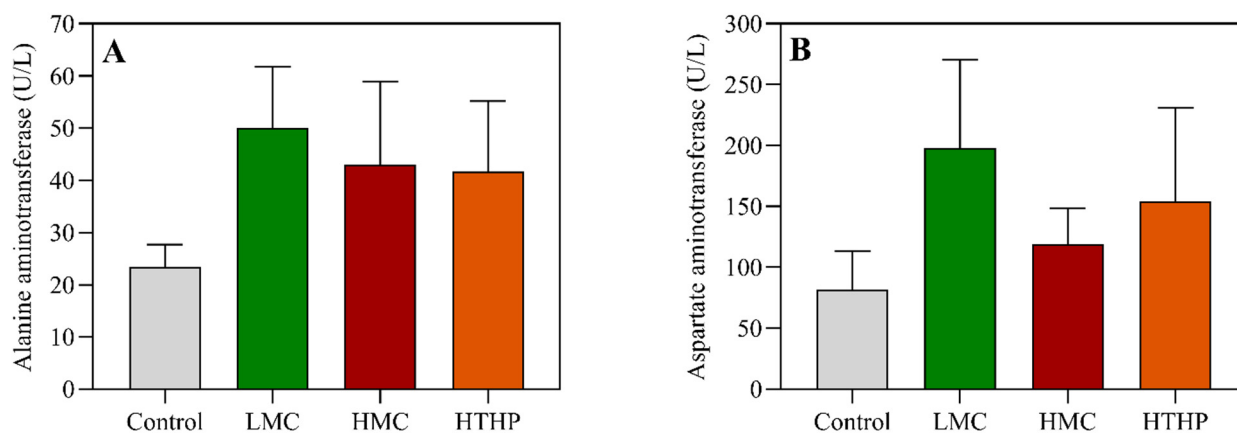 A
Alanine aminotransferase (U/L)
70
60
50
40
30
20
10
0
Control LMC HMC HTHP
B
Aspartate aminotransferase (U/L)
300
250
200
150
100
50
0
Control LMC HMC HTHP